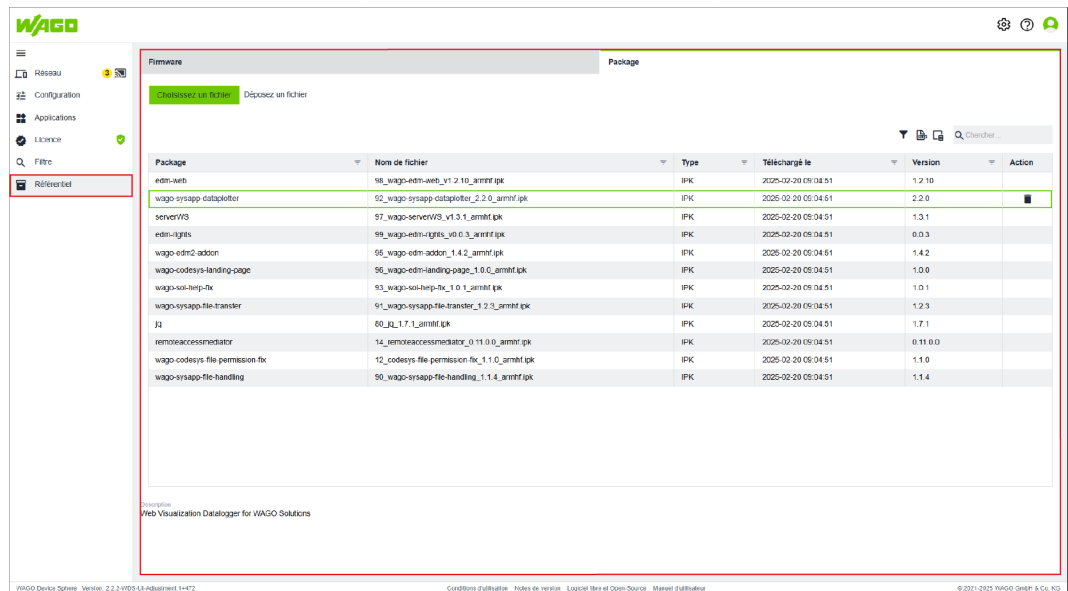 WAGO
Réseau 3
Configuration
Applications
Licence
Filtre
Référentiel
Firmware Package
Choisissez un fichier Déposez un fichier
Chercher...
Package Nom de fichier Type Téléchargé le Version Action
edm-web 98_wago-edm-web_v1.2.10_armhf.ipk IPK 2025-02-20 09:04:51 1.2.10
wago-sysapp-dataplotter 92_wago-sysapp-dataplotter_2.2.0_armhf.ipk IPK 2025-02-20 09:04:51 2.2.0
serverWS 97_wago-serverWS_v1.3.1_armhf.ipk IPK 2025-02-20 09:04:51 1.3.1
edm-rights 99_wago-edm-rights_v0.0.3_armhf.ipk IPK 2025-02-20 09:04:51 0.0.3
wago-edm2-addon 95_wago-edm-addon_1.4.2_armhf.ipk IPK 2025-02-20 09:04:51 1.4.2
wago-codesys-landing-page 96_wago-edm-landing-page_1.0.0_armhf.ipk IPK 2025-02-20 09:04:51 1.0.0
wago-sol-help-fix 93_wago-sol-help-fix_1.0.1_armhf.ipk IPK 2025-02-20 09:04:51 1.0.1
wago-sysapp-file-transfer 91_wago-sysapp-file-transfer_1.2.3_armhf.ipk IPK 2025-02-20 09:04:51 1.2.3
jq 80_jq_1.7.1_armhf.ipk IPK 2025-02-20 09:04:51 1.7.1
remoteaccessmediator 14_remoteaccessmediator_0.11.0.0_armhf.ipk IPK 2025-02-20 09:04:51 0.11.0.0
wago-codesys-file-permission-fix 12_codesys-file-permission-fix_1.1.0_armhf.ipk IPK 2025-02-20 09:04:51 1.1.0
wago-sysapp-file-handling 90_wago-sysapp-file-handling_1.1.4_armhf.ipk IPK 2025-02-20 09:04:51 1.1.4
Description
Web Visualization Datalogger for WAGO Solutions
WAGO Device Sphere Version: 2.2.2-WDS-UI-Adjustment.1+472 Conditions d'utilisation Notes de version Logiciel libre et Open-Source Manuel d'utilisateur © 2021-2025 WAGO GmbH & Co. KG